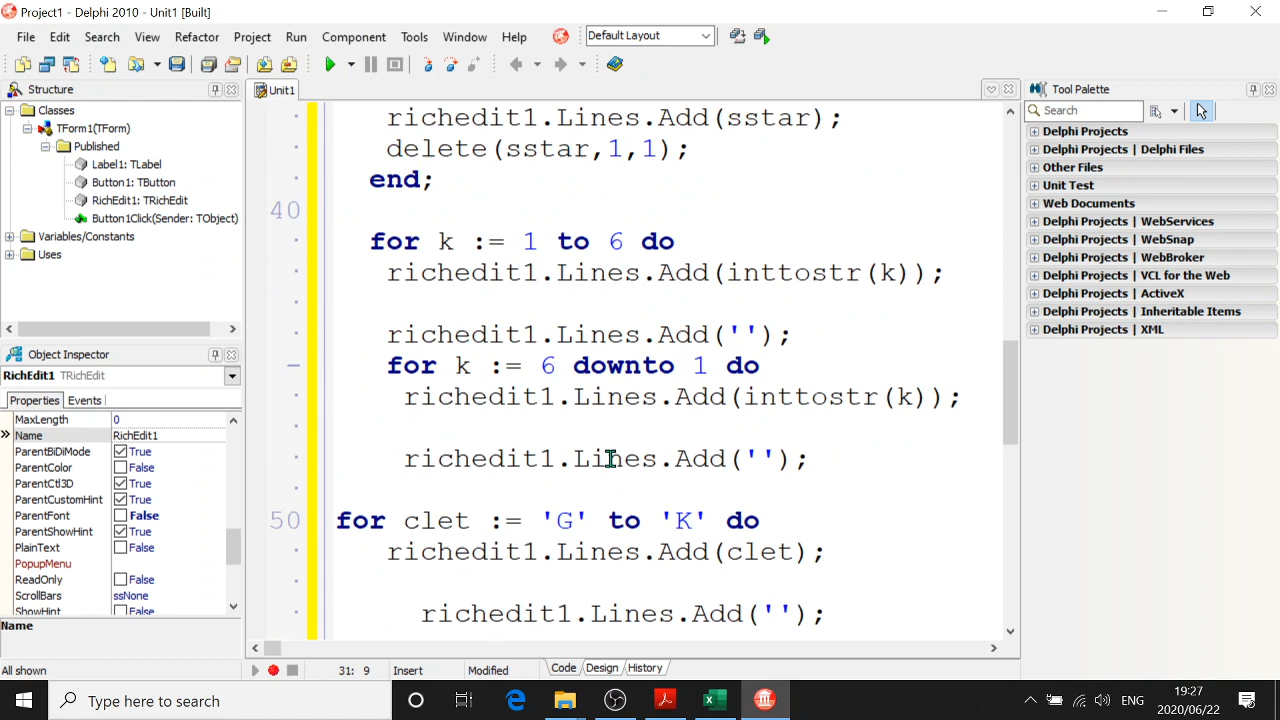 Project1 - Delphi 2010 - Unit1 [Built]
File Edit Search View Refactor Project Run Component Tools Window Help Default Layout
Structure
Classes
TForm1(TForm)
Published
Label1: TLabel
Button1: TButton
RichEdit1: TRichEdit
Button1Click(Sender: TObject)
Variables/Constants
Uses
Object Inspector
RichEdit1 TRichEdit
Properties Events
MaxLength 0
Name RichEdit1
ParentBiDiMode True
ParentColor False
ParentCtl3D True
ParentCustomHint True
ParentFont False
ParentShowHint True
PlainText False
PopupMenu
ReadOnly False
ScrollBars ssNone
ShowHint False
Name
All shown
Unit1
richedit1.Lines.Add(sstar);
delete(sstar,1,1);
end;
40
for k := 1 to 6 do
richedit1.Lines.Add(inttostr(k));
richedit1.Lines.Add('');
for k := 6 downto 1 do
richedit1.Lines.Add(inttostr(k));
richedit1.Lines.Add('');
50 for clet := 'G' to 'K' do
richedit1.Lines.Add(clet);
richedit1.Lines.Add('');
31: 9 Insert Modified Code Design History
Tool Palette
Search
Delphi Projects
Delphi Projects | Delphi Files
Other Files
Unit Test
Web Documents
Delphi Projects | WebServices
Delphi Projects | WebSnap
Delphi Projects | WebBroker
Delphi Projects | VCL for the Web
Delphi Projects | ActiveX
Delphi Projects | Inheritable Items
Delphi Projects | XML
Type here to search
ENG
19:27
2020/06/22